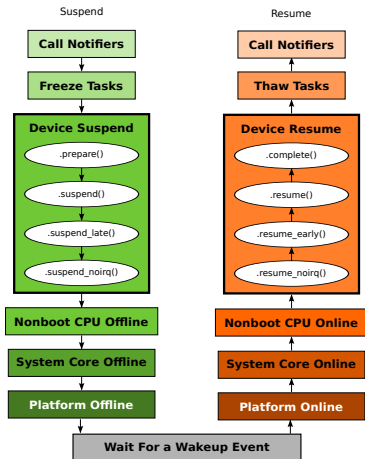 Suspend
Call Notifiers
Freeze Tasks
Device Suspend
.prepare()
.suspend()
.suspend_late()
.suspend_noirq()
Nonboot CPU Offline
System Core Offline
Platform Offline
Wait For a Wakeup Event
Resume
Call Notifiers
Thaw Tasks
Device Resume
.complete()
.resume()
.resume_early()
.resume_noirq()
Nonboot CPU Online
System Core Online
Platform Online